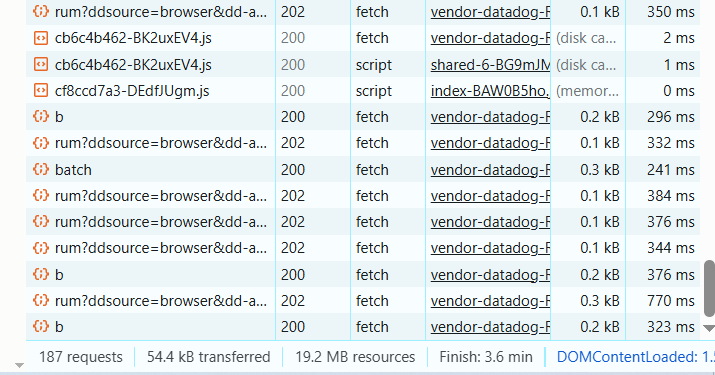 rum?ddsource=browser&dd-a... 202 fetch vendor-datadog-F 0.1 kB 350 ms
cb6c4b462-BK2uxEV4.js 200 fetch vendor-datadog-F (disk ca... 2 ms
cb6c4b462-BK2uxEV4.js 200 script shared-6-BG9mJM (disk ca... 1 ms
cf8ccd7a3-DEdfJUgm.js 200 script index-BAW0B5ho. (memor... 0 ms
b 200 fetch vendor-datadog-F 0.2 kB 296 ms
rum?ddsource=browser&dd-a... 202 fetch vendor-datadog-F 0.1 kB 332 ms
batch 200 fetch vendor-datadog-F 0.3 kB 241 ms
rum?ddsource=browser&dd-a... 202 fetch vendor-datadog-F 0.1 kB 384 ms
rum?ddsource=browser&dd-a... 202 fetch vendor-datadog-F 0.1 kB 376 ms
rum?ddsource=browser&dd-a... 202 fetch vendor-datadog-F 0.1 kB 344 ms
b 200 fetch vendor-datadog-F 0.2 kB 376 ms
rum?ddsource=browser&dd-a... 202 fetch vendor-datadog-F 0.3 kB 770 ms
b 200 fetch vendor-datadog-F 0.2 kB 323 ms
187 requests 54.4 kB transferred 19.2 MB resources Finish: 3.6 min DOMContentLoaded: 1.5